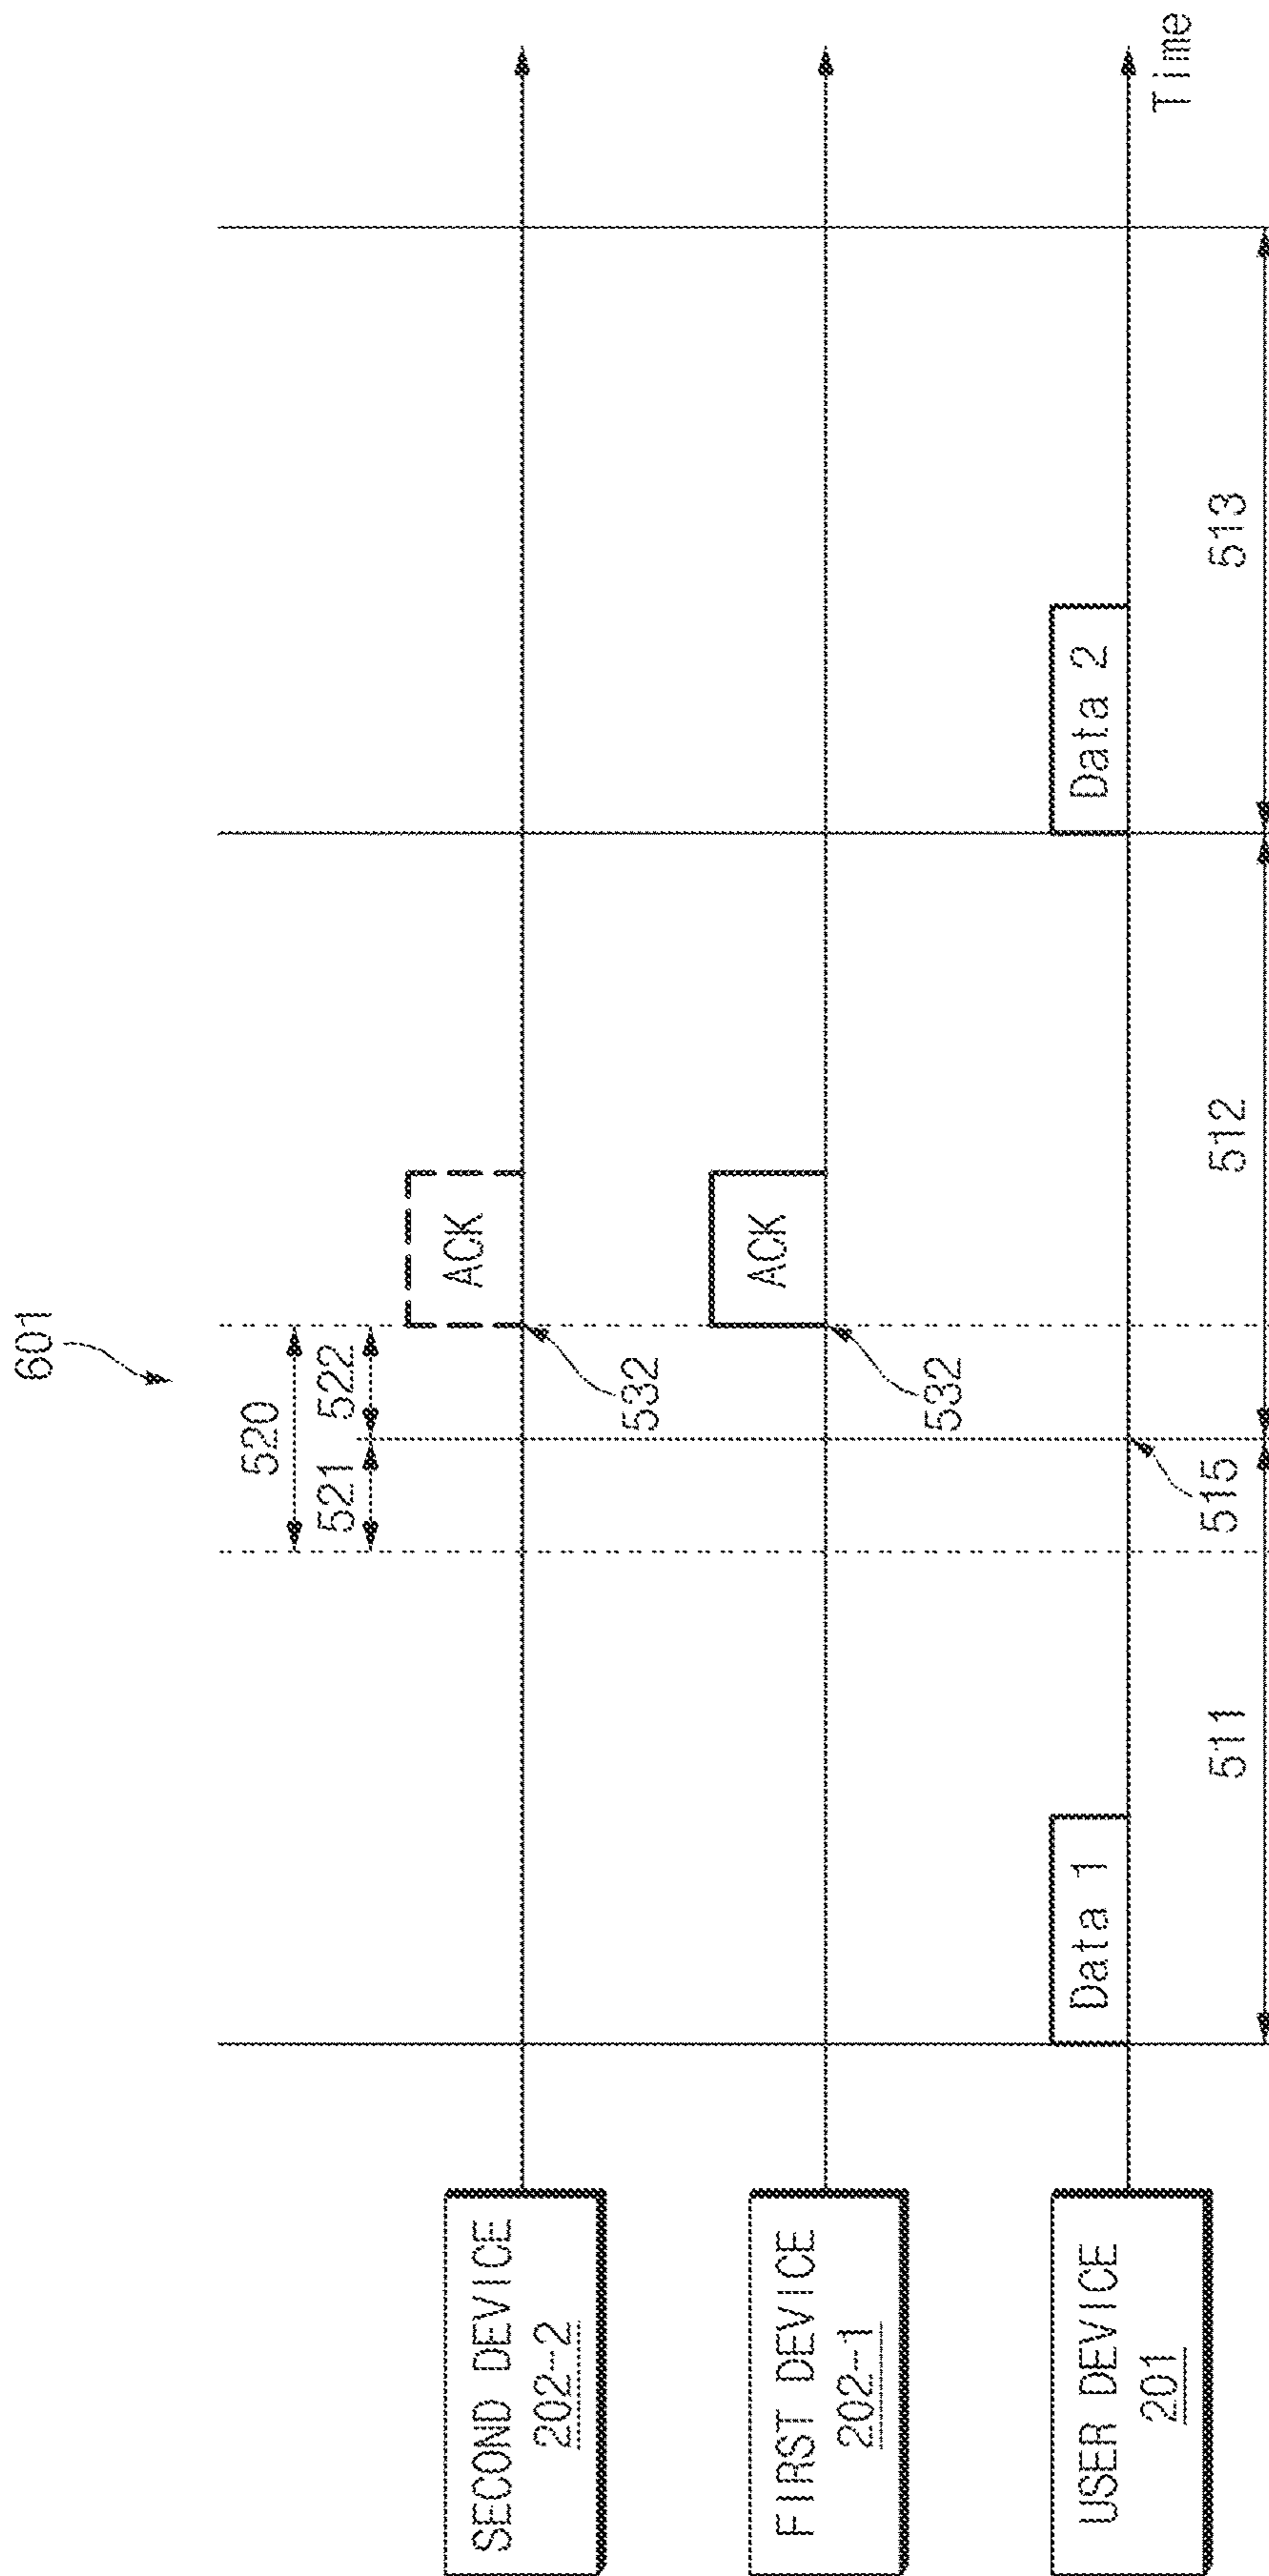 601
520
521
522
SECOND DEVICE
202-2
ACK
532
FIRST DEVICE
202-1
ACK
532
USER DEVICE
201
Data 1
Data 2
515
Time
511
512
513